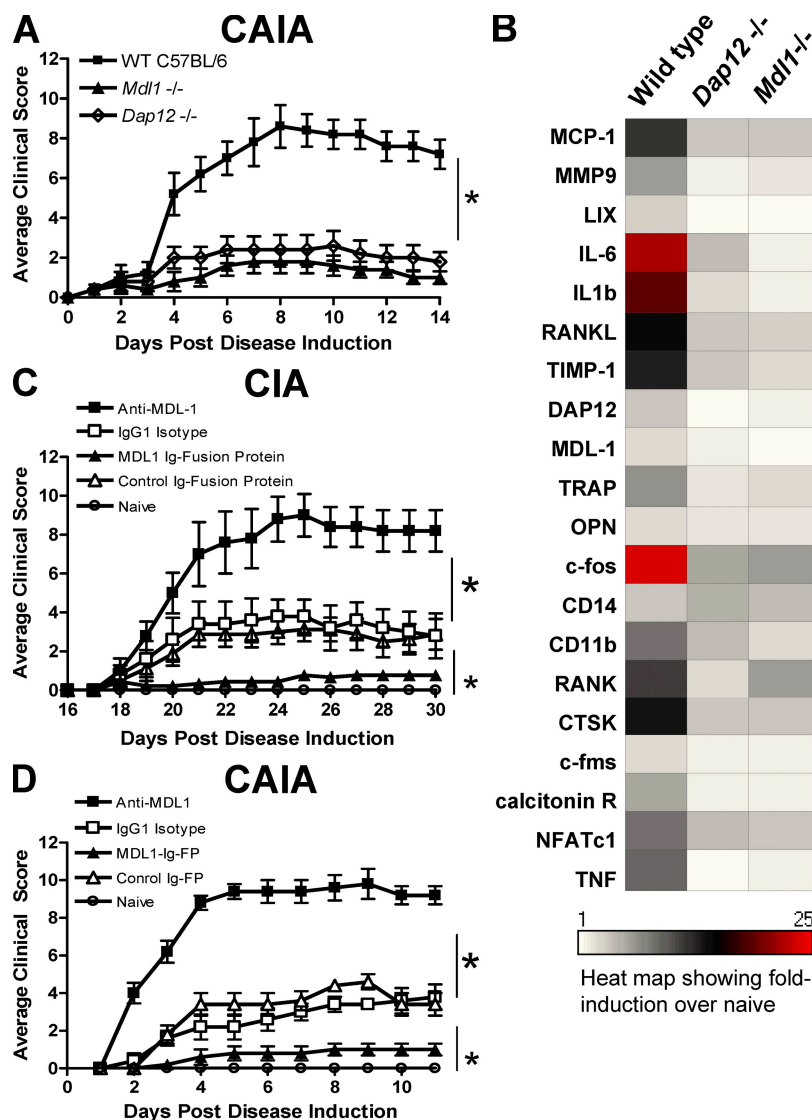 A
CAIA
WT C57BL/6
Mdl1 -/-
Dap12 -/-
Average Clinical Score
12
10
8
6
4
2
0
0 2 4 6 8 10 12 14
Days Post Disease Induction
*
B
Wild type
Dap12 -/-
Mdl1-/-
MCP-1
MMP9
LIX
IL-6
IL1b
RANKL
TIMP-1
DAP12
MDL-1
TRAP
OPN
c-fos
CD14
CD11b
RANK
CTSK
c-fms
calcitonin R
NFATc1
TNF
1 25
Heat map showing fold-
induction over naive
C
CIA
Anti-MDL-1
IgG1 Isotype
MDL1 Ig-Fusion Protein
Control Ig-Fusion Protein
Naive
Average Clinical Score
12
10
8
6
4
2
0
16 18 20 22 24 26 28 30
Days Post Disease Induction
*
*
D
CAIA
Anti-MDL1
IgG1 Isotype
MDL1-Ig-FP
Conrol Ig-FP
Naive
Average Clinical Score
12
10
8
6
4
2
0
0 2 4 6 8 10
Days Post Disease Induction
*
*